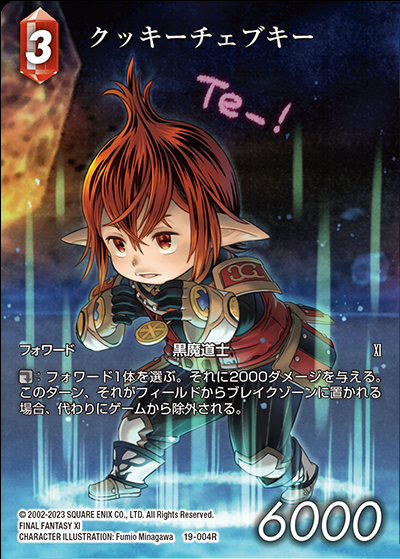 3
クッキーチェブキー
Te-!
フォワード 黒魔道士 XI
：フォワード1体を選ぶ。それに2000ダメージを与える。
このターン、それがフィールドからブレイクゾーンに置かれる
場合、代わりにゲームから除外される。
© 2002-2023 SQUARE ENIX CO., LTD. All Rights Reserved.
FINAL FANTASY XI
CHARACTER ILLUSTRATION: Fumio Minagawa 19-004R
6000